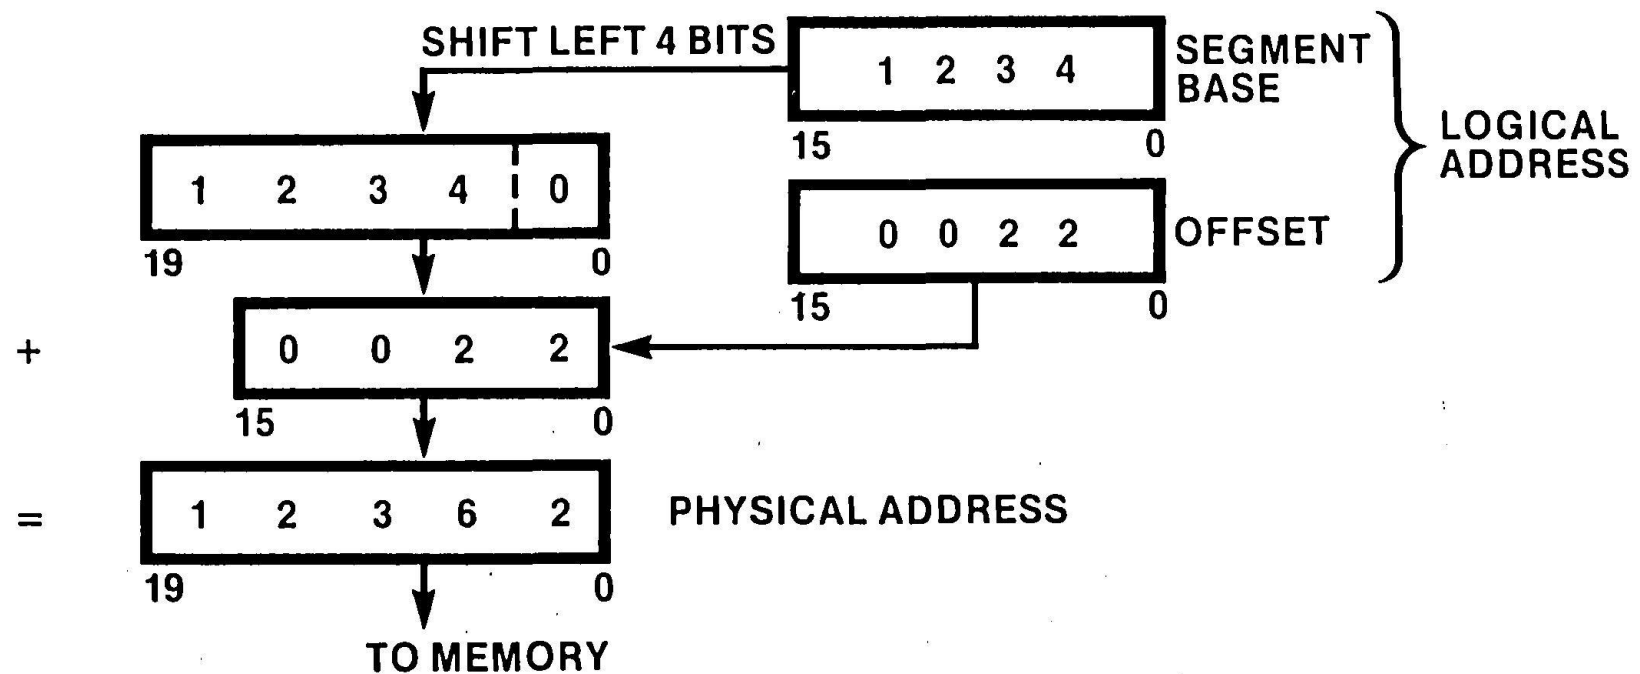 SHIFT LEFT 4 BITS
1 2 3 4
SEGMENT
BASE
15 0
LOGICAL
ADDRESS
1 2 3 4 0
19 0
0 0 2 2
OFFSET
15 0
+
0 0 2 2
15 0
=
1 2 3 6 2
PHYSICAL ADDRESS
19 0
TO MEMORY